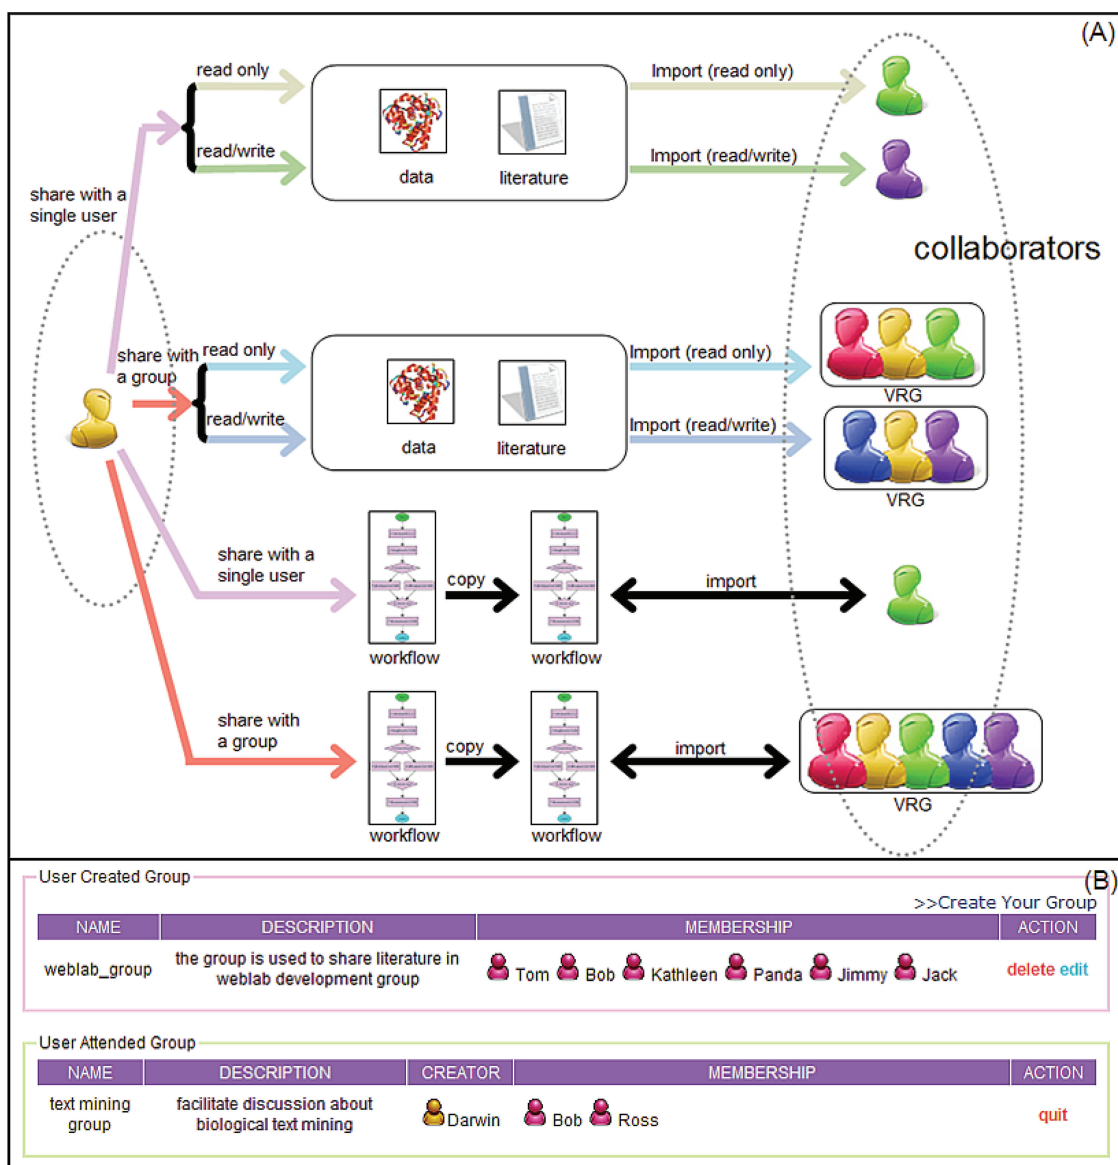 (A)
read only
Import (read only)
read/write
Import (read/write)
data
literature
share with a
single user
collaborators
share with
a group
read only
Import (read only)
VRG
read/write
Import (read/write)
data
literature
VRG
share with a
single user
copy
import
workflow
workflow
share with
a group
copy
import
VRG
workflow
workflow
(B)
User Created Group
>>Create Your Group
NAME DESCRIPTION MEMBERSHIP ACTION
weblab_group
the group is used to share literature in
weblab development group
Tom Bob Kathleen Panda Jimmy Jack
delete edit
User Attended Group
NAME DESCRIPTION CREATOR MEMBERSHIP ACTION
text mining
group
facilitate discussion about
biological text mining
Darwin Bob Ross
quit